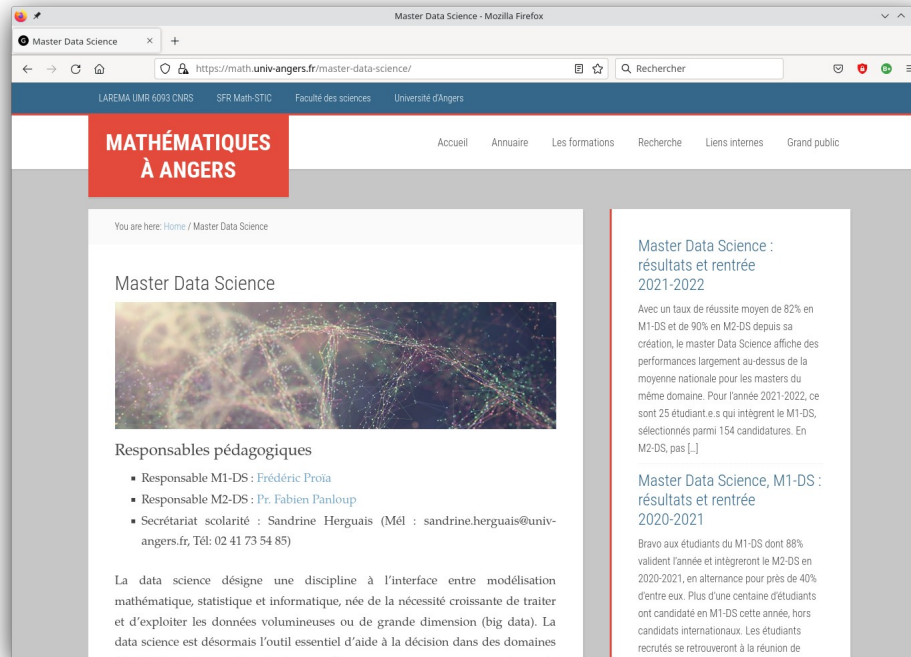 Master Data Science - Mozilla Firefox
Master Data Science
https://math.univ-angers.fr/master-data-science/
Rechercher
LAREMA UMR 6093 CNRS SFR Math-STIC Faculté des sciences Université d'Angers
MATHÉMATIQUES
À ANGERS
Accueil Annuaire Les formations Recherche Liens internes Grand public
You are here: Home / Master Data Science
Master Data Science
Responsables pédagogiques
▪ Responsable M1-DS : Frédéric Proïa
▪ Responsable M2-DS : Pr. Fabien Panloup
▪ Secrétariat scolarité : Sandrine Herguais (Mél : sandrine.herguais@univ-
angers.fr, Tél: 02 41 73 54 85)
La data science désigne une discipline à l'interface entre modélisation
mathématique, statistique et informatique, née de la nécessité croissante de traiter
et d'exploiter les données volumineuses ou de grande dimension (big data). La
data science est désormais l'outil essentiel d'aide à la décision dans des domaines
Master Data Science :
résultats et rentrée
2021-2022
Avec un taux de réussite moyen de 82% en
M1-DS et de 90% en M2-DS depuis sa
création, le master Data Science affiche des
performances largement au-dessus de la
moyenne nationale pour les masters du
même domaine. Pour l'année 2021-2022, ce
sont 25 étudiant.e.s qui intègrent le M1-DS,
sélectionnés parmi 154 candidatures. En
M2-DS, pas [...]
Master Data Science, M1-DS :
résultats et rentrée
2020-2021
Bravo aux étudiants du M1-DS dont 88%
valident l'année et intègreront le M2-DS en
2020-2021, en alternance pour près de 40%
d'entre eux. Plus d'une centaine d'étudiants
ont candidaté en M1-DS cette année, hors
candidats internationaux. Les étudiants
recrutés se retrouveront à la réunion de